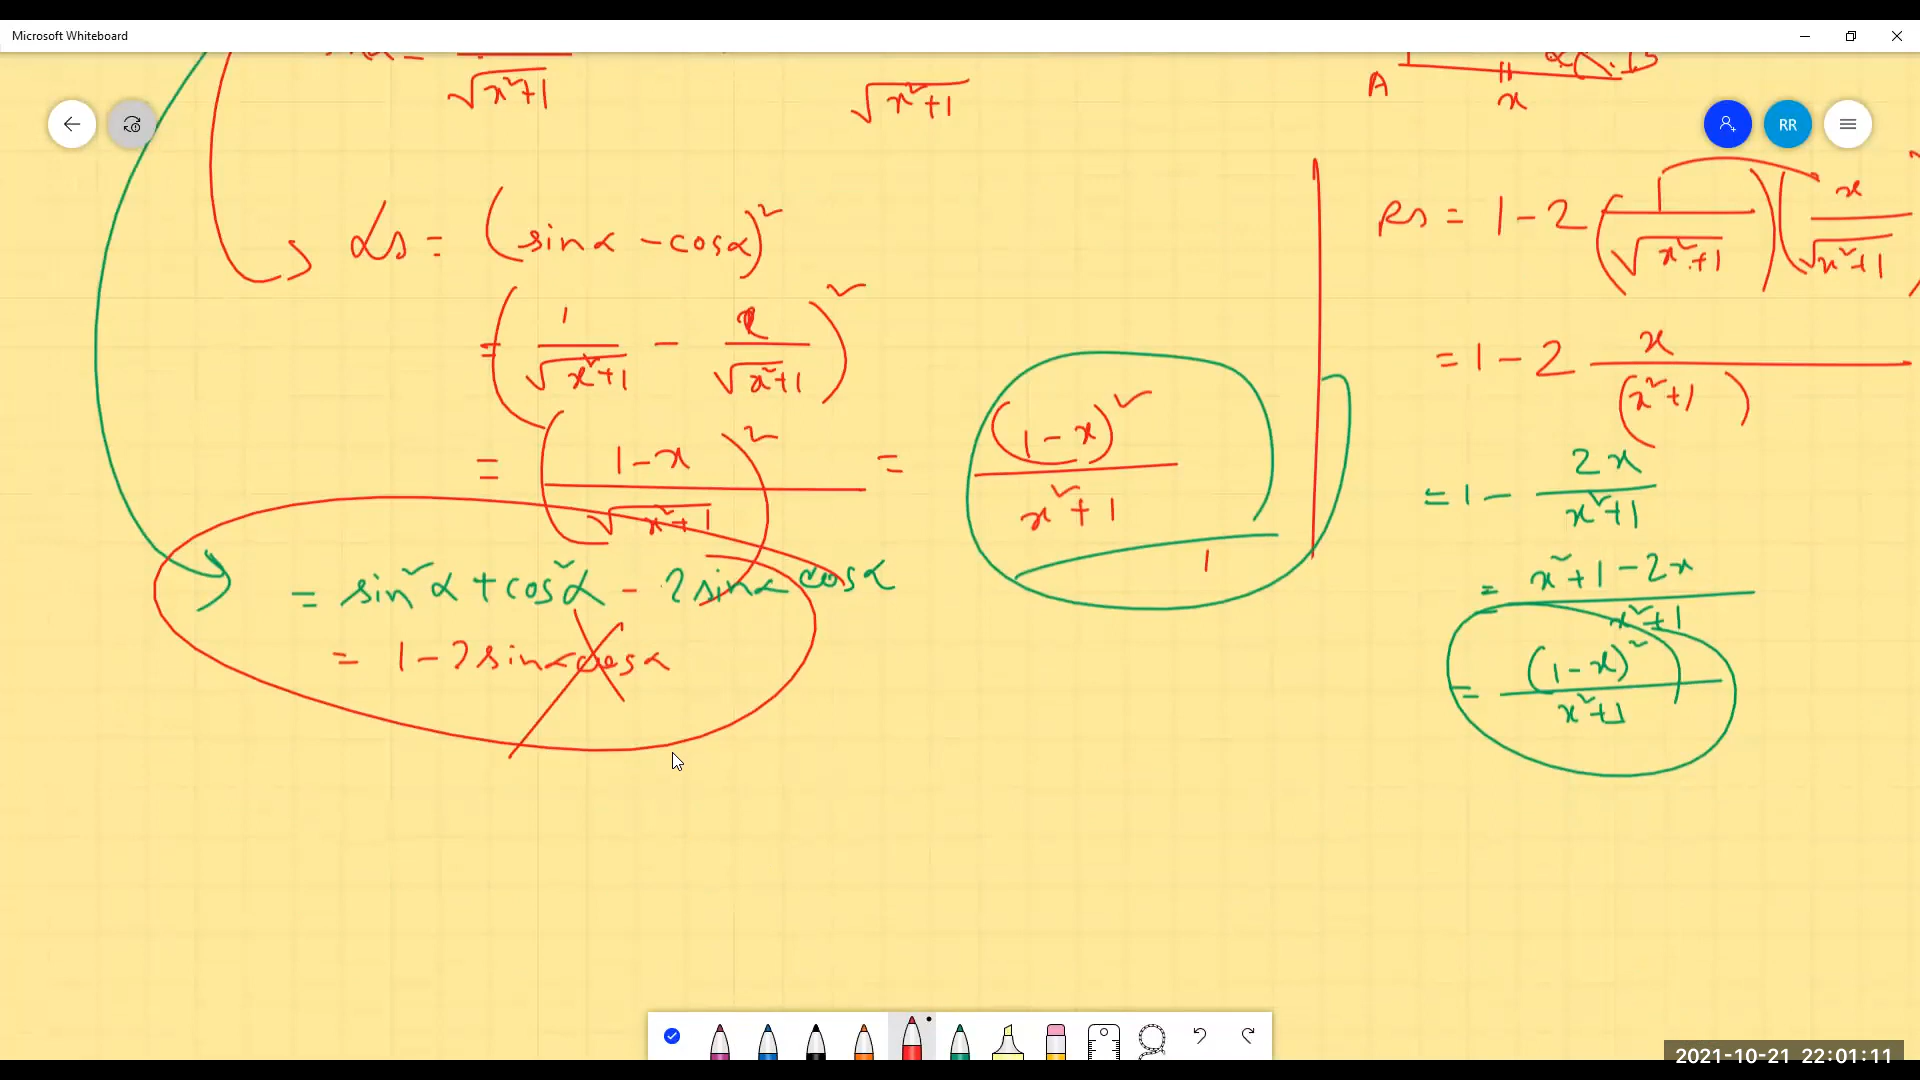 Microsoft Whiteboard
√x²+1
√x²+1
A
x
RR
Ls = (sinα - cosα)²
= (1/√x²+1 - x/√x²+1)²
= (1-x/√x²+1)² = (1-x)²/x²+1
1
= sin²α + cos²α - 2sinα cosα
= 1-2sinαcosα
Rs = 1-2(1/√x²+1)(x/√x²+1)
= 1-2 x/(x²+1)
= 1- 2x/x²+1
= x²+1-2x/x²+1
= (1-x)²/x²+1
2021-10-21 22:01:11